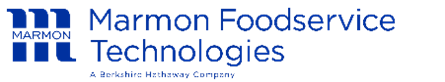 MARMON
Marmon Foodservice
Technologies
A Berkshire Hathaway Company